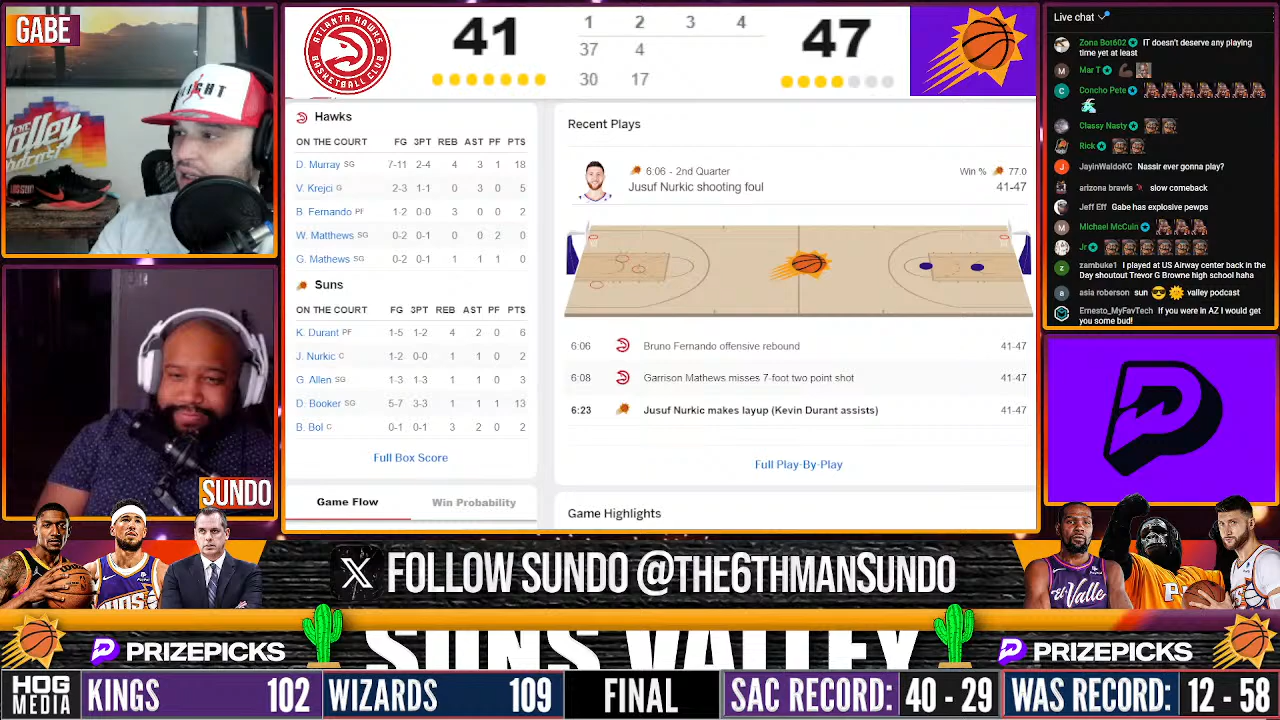 GABE
SUNDO
ATLANTA HAWKS
BASKETBALL CLUB
41
1 2 3 4
37 4
30 17
47
Hawks
ON THE COURT FG 3PT REB AST PF PTS
D. Murray SG 7-11 2-4 4 3 1 18
V. Krejci G 2-3 1-1 0 3 0 5
B. Fernando PF 1-2 0-0 3 0 0 2
W. Matthews SG 0-2 0-1 0 0 2 0
G. Mathews SG 0-2 0-1 1 1 1 0
Suns
ON THE COURT FG 3PT REB AST PF PTS
K. Durant PF 1-5 1-2 4 2 0 6
J. Nurkic C 1-2 0-0 1 1 0 2
G. Allen SG 1-3 1-3 1 1 0 3
D. Booker SG 5-7 3-3 1 1 1 13
B. Bol C 0-1 0-1 3 2 0 2
Full Box Score
Game Flow Win Probability
Recent Plays
6:06 - 2nd Quarter
Jusuf Nurkic shooting foul
Win % 77.0
41-47
6:06 Bruno Fernando offensive rebound 41-47
6:08 Garrison Mathews misses 7-foot two point shot 41-47
6:23 Jusuf Nurkic makes layup (Kevin Durant assists) 41-47
Full Play-By-Play
Game Highlights
Live chat
Zona Bot602 IT doesn't deserve any playing
time yet at least
Mar T
Concho Pete
Classy Nasty
Rick
JayinWaldoKC Nassir ever gonna play?
arizona brawls slow comeback
Jeff Eff Gabe has explosive pewps
Michael McCuin
Jr
zambuke1 I played at US Airway center back in the
Day shoutout Trevor G Browne high school haha
asia roberson sun valley podcast
Ernesto_MyFavTech If you were in AZ I would get
you some bud!
FOLLOW SUNDO @THE6THMANSUNDO
PRIZEPICKS
SUNS VALLEY
PRIZEPICKS
HOG
MEDIA
KINGS 102 WIZARDS 109 FINAL SAC RECORD: 40 - 29 WAS RECORD: 12 - 58